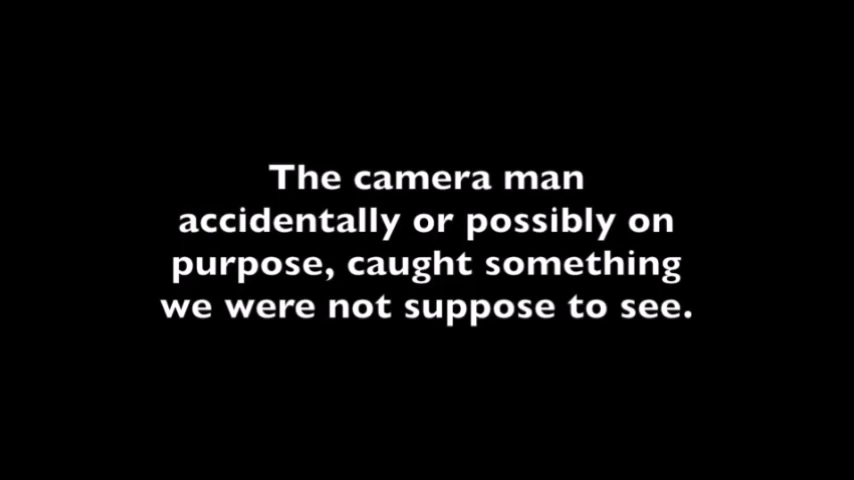 The camera man
accidentally or possibly on
purpose, caught something
we were not suppose to see.